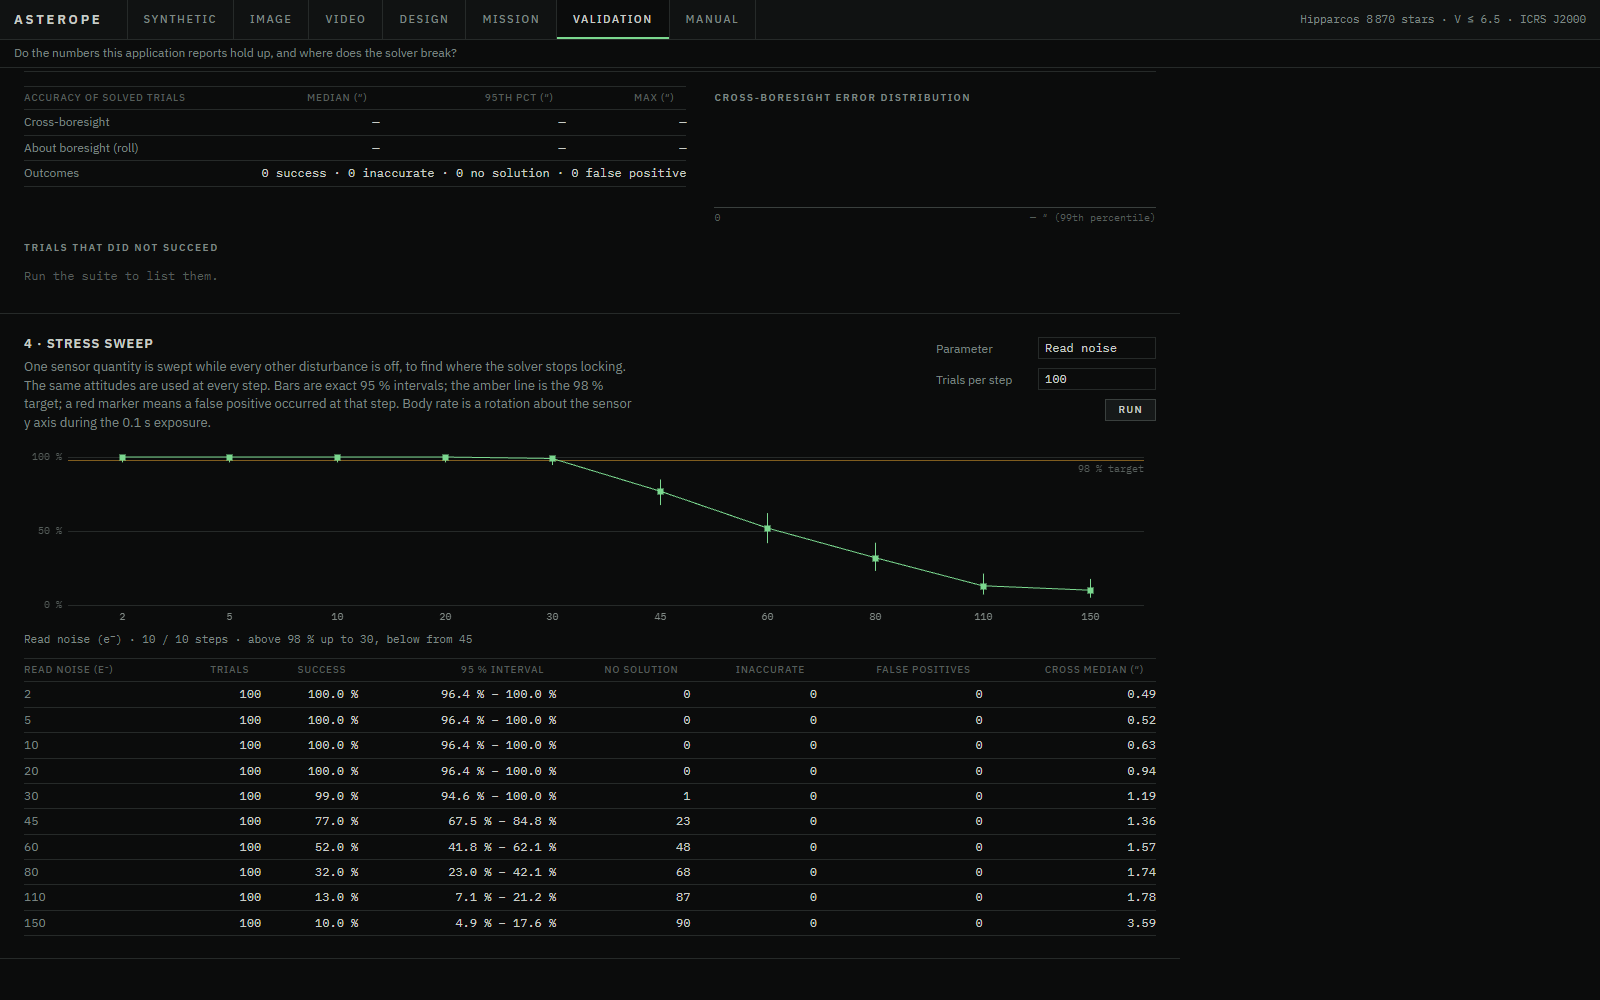 ASTEROPE SYNTHETIC IMAGE VIDEO DESIGN MISSION VALIDATION MANUAL Hipparcos 8870 stars · V ≤ 6.5 · ICRS J2000
Do the numbers this application reports hold up, and where does the solver break?
ACCURACY OF SOLVED TRIALS MEDIAN (″) 95TH PCT (″) MAX (″)
Cross-boresight — — —
About boresight (roll) — — —
Outcomes 0 success · 0 inaccurate · 0 no solution · 0 false positive
CROSS-BORESIGHT ERROR DISTRIBUTION
0 — ″ (99th percentile)
TRIALS THAT DID NOT SUCCEED
Run the suite to list them.
4 · STRESS SWEEP
One sensor quantity is swept while every other disturbance is off, to find where the solver stops locking.
The same attitudes are used at every step. Bars are exact 95 % intervals; the amber line is the 98 %
target; a red marker means a false positive occurred at that step. Body rate is a rotation about the sensor
y axis during the 0.1 s exposure.
Parameter Read noise
Trials per step 100
RUN
100 %
98 % target
50 %
0 %
2 5 10 20 30 45 60 80 110 150
Read noise (e⁻) · 10 / 10 steps · above 98 % up to 30, below from 45
READ NOISE (E⁻) TRIALS SUCCESS 95 % INTERVAL NO SOLUTION INACCURATE FALSE POSITIVES CROSS MEDIAN (″)
2 100 100.0 % 96.4 % – 100.0 % 0 0 0 0.49
5 100 100.0 % 96.4 % – 100.0 % 0 0 0 0.52
10 100 100.0 % 96.4 % – 100.0 % 0 0 0 0.63
20 100 100.0 % 96.4 % – 100.0 % 0 0 0 0.94
30 100 99.0 % 94.6 % – 100.0 % 1 0 0 1.19
45 100 77.0 % 67.5 % – 84.8 % 23 0 0 1.36
60 100 52.0 % 41.8 % – 62.1 % 48 0 0 1.57
80 100 32.0 % 23.0 % – 42.1 % 68 0 0 1.74
110 100 13.0 % 7.1 % – 21.2 % 87 0 0 1.78
150 100 10.0 % 4.9 % – 17.6 % 90 0 0 3.59